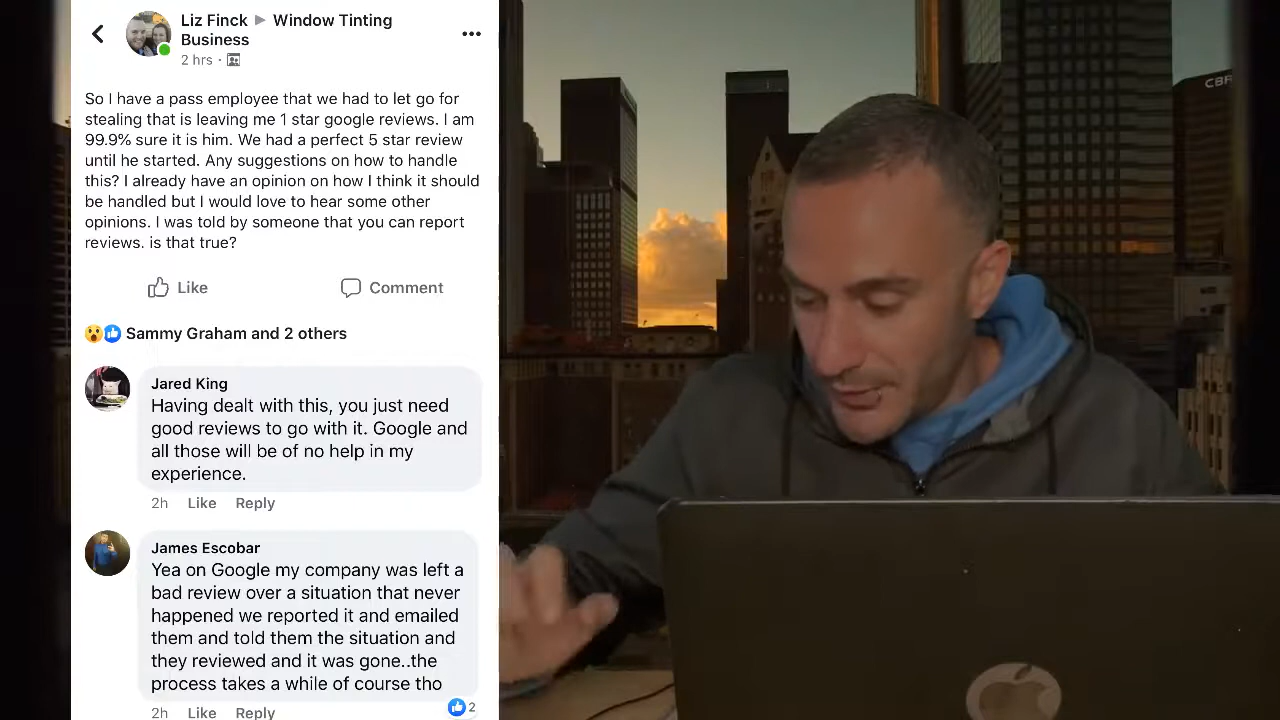 Liz Finck ▶ Window Tinting
Business
2 hrs ·
So I have a pass employee that we had to let go for
stealing that is leaving me 1 star google reviews. I am
99.9% sure it is him. We had a perfect 5 star review
until he started. Any suggestions on how to handle
this? I already have an opinion on how I think it should
be handled but I would love to hear some other
opinions. I was told by someone that you can report
reviews. is that true?
Like
Comment
Sammy Graham and 2 others
Jared King
Having dealt with this, you just need
good reviews to go with it. Google and
all those will be of no help in my
experience.
2h Like Reply
James Escobar
Yea on Google my company was left a
bad review over a situation that never
happened we reported it and emailed
them and told them the situation and
they reviewed and it was gone..the
process takes a while of course tho
2
2h Like Reply
CBR